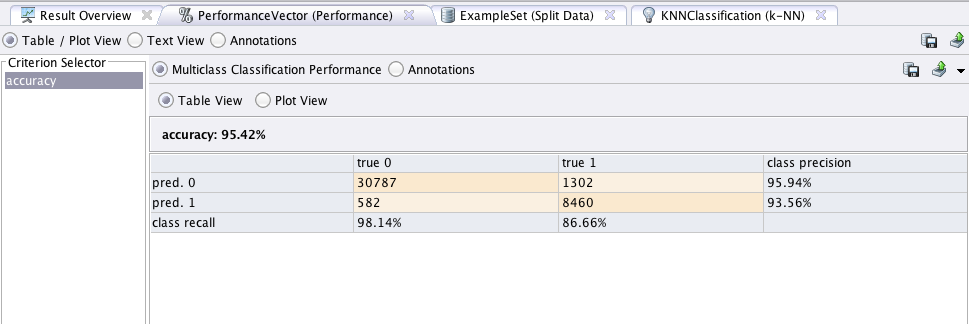 Result Overview PerformanceVector (Performance) ExampleSet (Split Data) KNNClassification (k-NN)
Table / Plot View Text View Annotations
Criterion Selector
accuracy
Multiclass Classification Performance Annotations
Table View Plot View
accuracy: 95.42%
true 0 true 1 class precision
pred. 0 30787 1302 95.94%
pred. 1 582 8460 93.56%
class recall 98.14% 86.66%